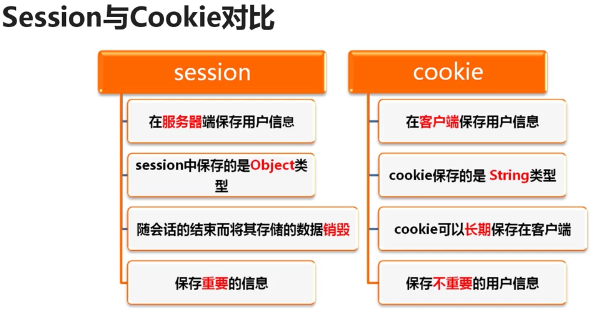 Session与Cookie对比
session
在服务器端保存用户信息
session中保存的是Object类
型
随会话的结束而将其存储的数据销毁
保存重要的信息
cookie
在客户端保存用户信息
cookie保存的是 String类型
cookie可以长期保存在客户端
保存不重要的用户信息